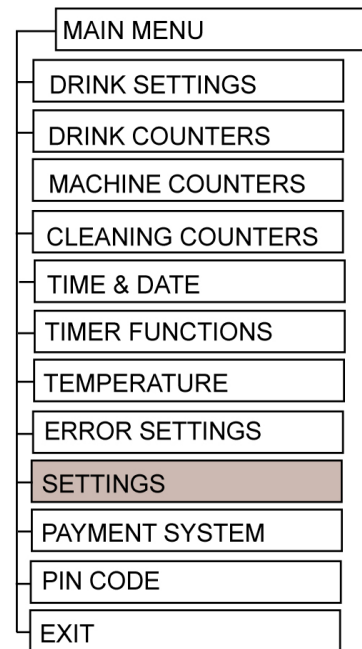 MAIN MENU
DRINK SETTINGS
DRINK COUNTERS
MACHINE COUNTERS
CLEANING COUNTERS
TIME & DATE
TIMER FUNCTIONS
TEMPERATURE
ERROR SETTINGS
SETTINGS
PAYMENT SYSTEM
PIN CODE
EXIT